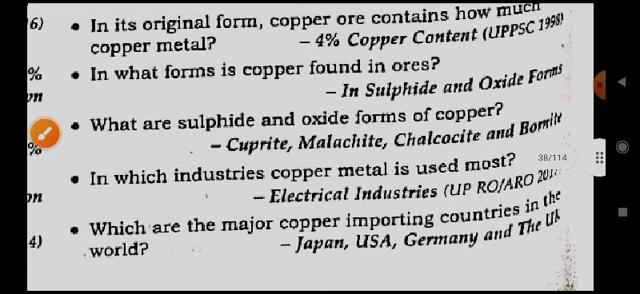 6)
• In its original form, copper ore contains how much
copper metal?
– 4% Copper Content (UPPSC 1998)
%
• In what forms is copper found in ores?
on
– In Sulphide and Oxide Forms
• What are sulphide and oxide forms of copper?
%
– Cuprite, Malachite, Chalcocite and Bornite
38/114
• In which industries copper metal is used most?
on
– Electrical Industries (UP RO/ARO
4)
• Which are the major copper importing countries in the
world?
– Japan, USA, Germany and The UK